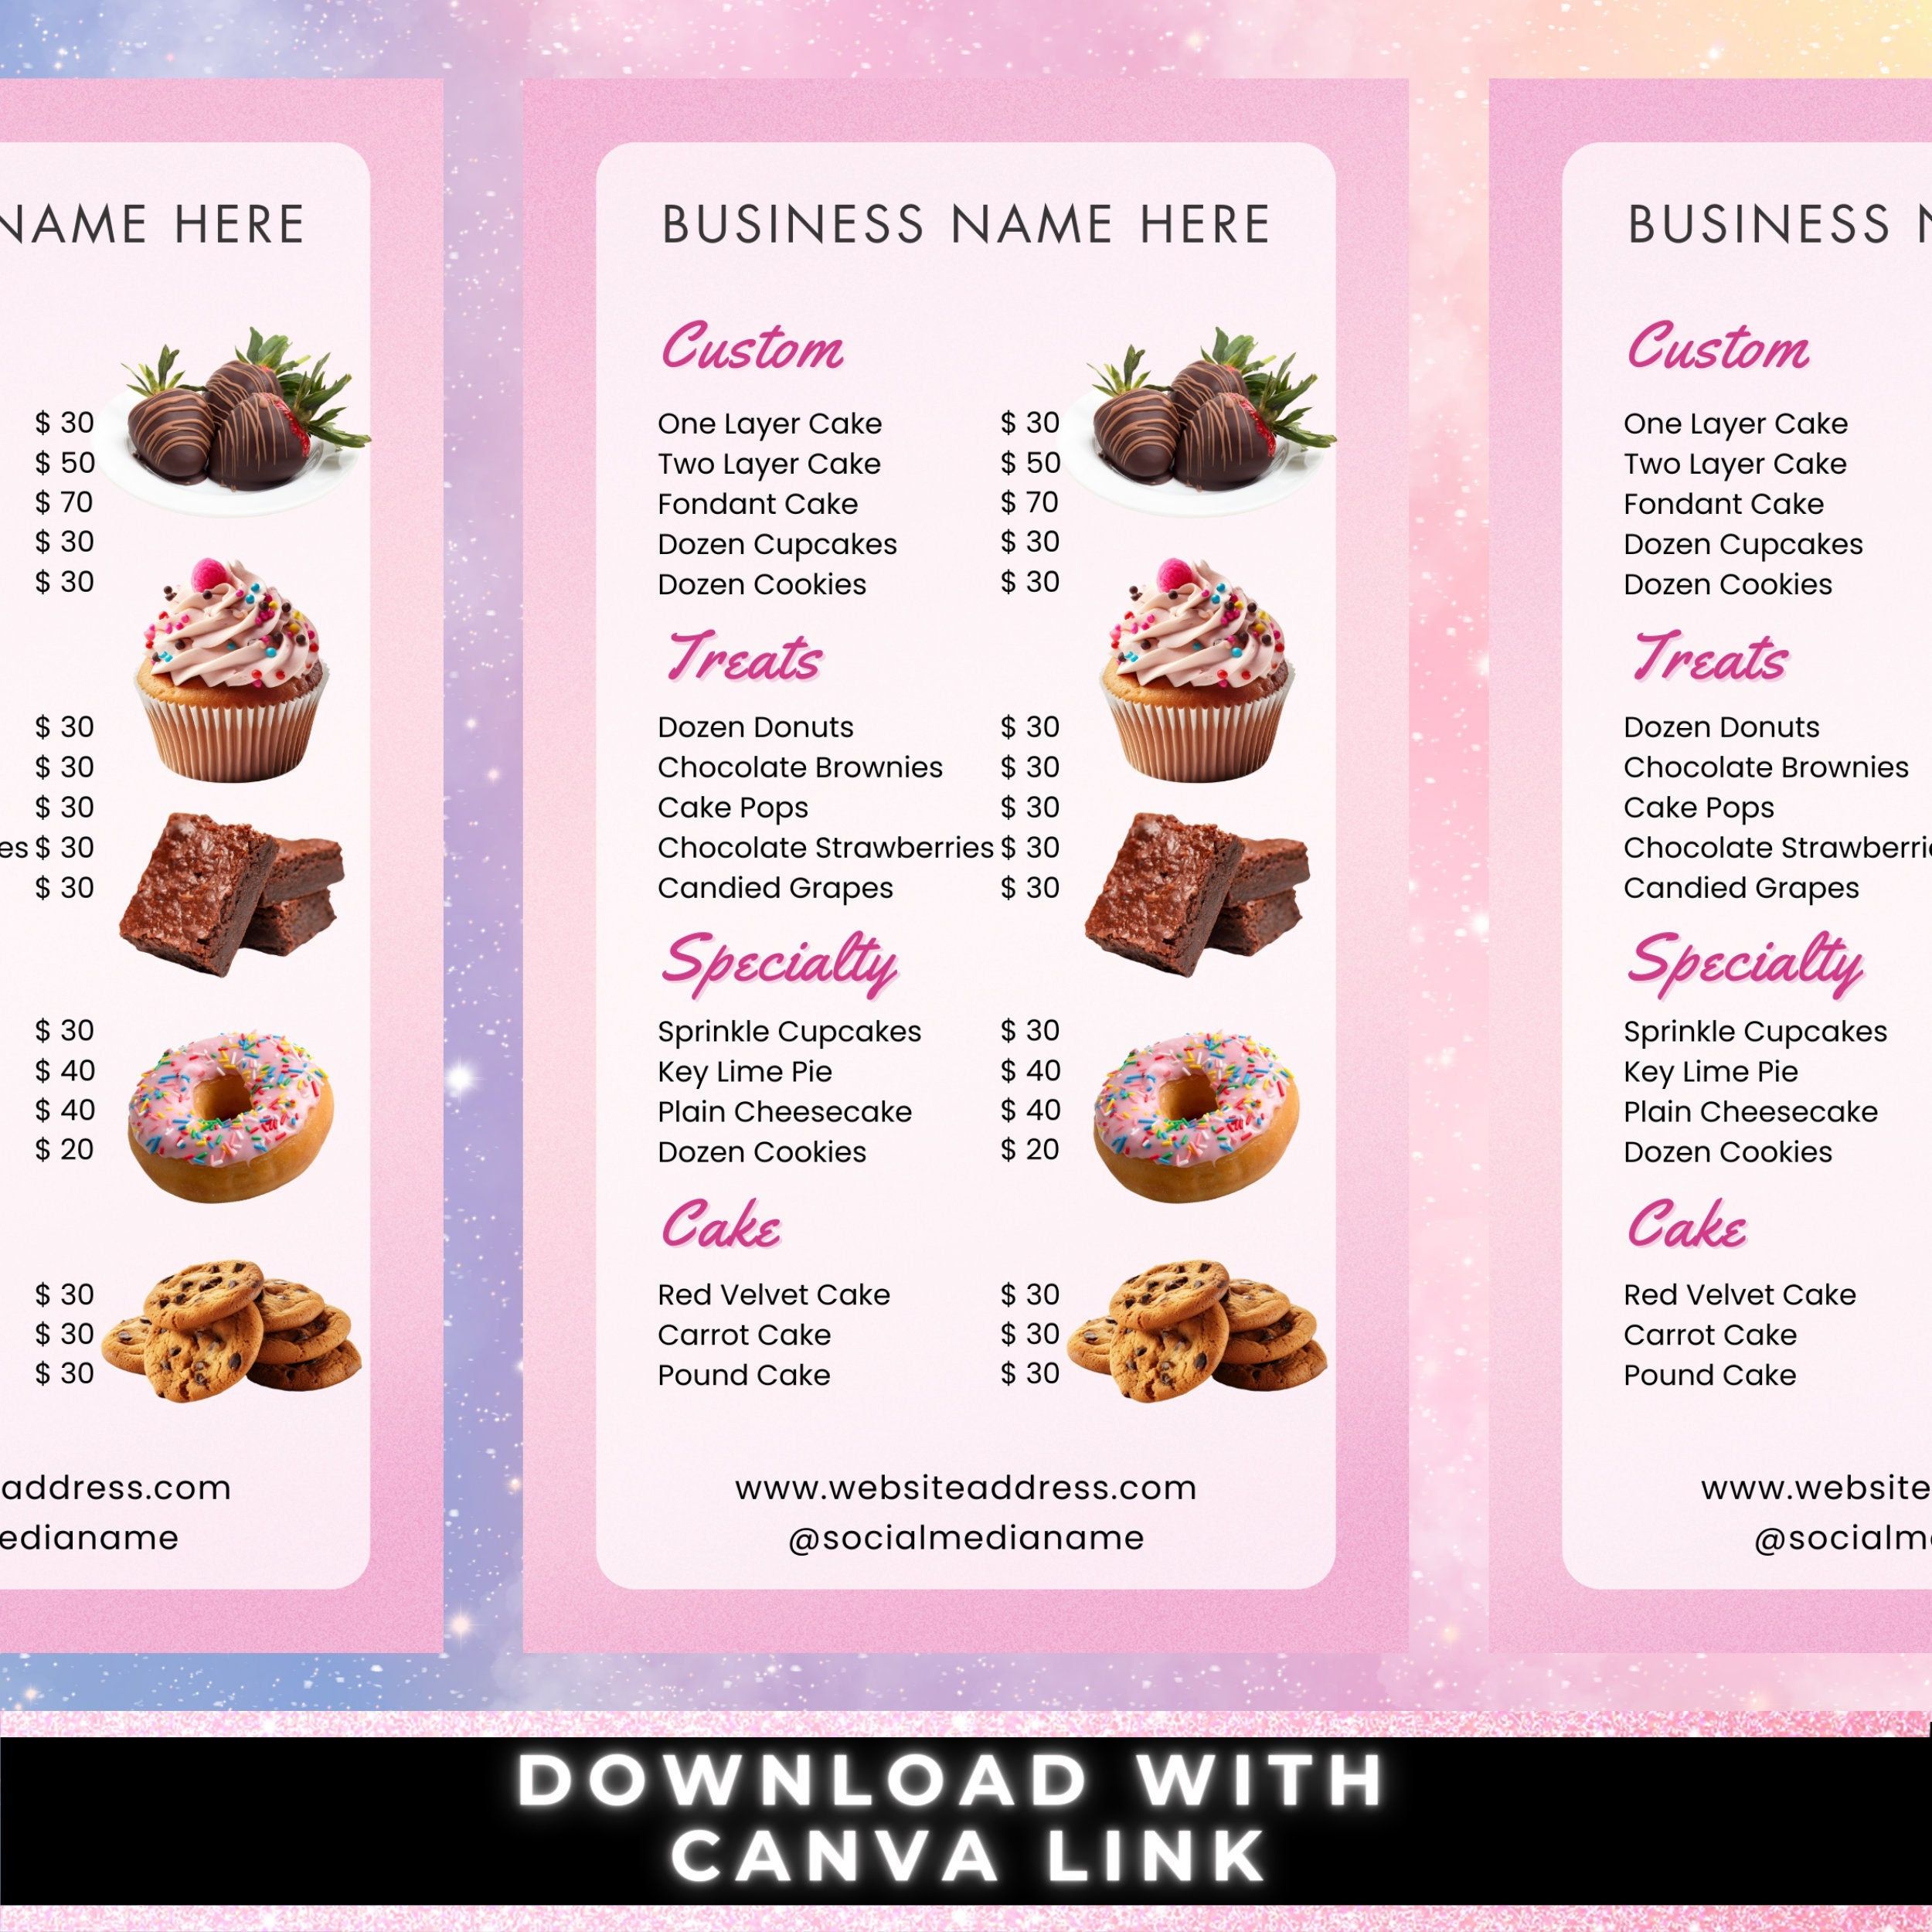 NAME HERE
$ 30
$ 50
$ 70
$ 30
$ 30
$ 30
$ 30
$ 30
es $ 30
$ 30
$ 30
$ 40
$ 40
$ 20
$ 30
$ 30
$ 30
address.com
edianame
BUSINESS NAME HERE
Custom
One Layer Cake $ 30
Two Layer Cake $ 50
Fondant Cake $ 70
Dozen Cupcakes $ 30
Dozen Cookies $ 30
Treats
Dozen Donuts $ 30
Chocolate Brownies $ 30
Cake Pops $ 30
Chocolate Strawberries $ 30
Candied Grapes $ 30
Specialty
Sprinkle Cupcakes $ 30
Key Lime Pie $ 40
Plain Cheesecake $ 40
Dozen Cookies $ 20
Cake
Red Velvet Cake $ 30
Carrot Cake $ 30
Pound Cake $ 30
www.websiteaddress.com
@socialmedianame
BUSINESS N
Custom
One Layer Cake
Two Layer Cake
Fondant Cake
Dozen Cupcakes
Dozen Cookies
Treats
Dozen Donuts
Chocolate Brownies
Cake Pops
Chocolate Strawberri
Candied Grapes
Specialty
Sprinkle Cupcakes
Key Lime Pie
Plain Cheesecake
Dozen Cookies
Cake
Red Velvet Cake
Carrot Cake
Pound Cake
www.website
@socialm
DOWNLOAD WITH
CANVA LINK